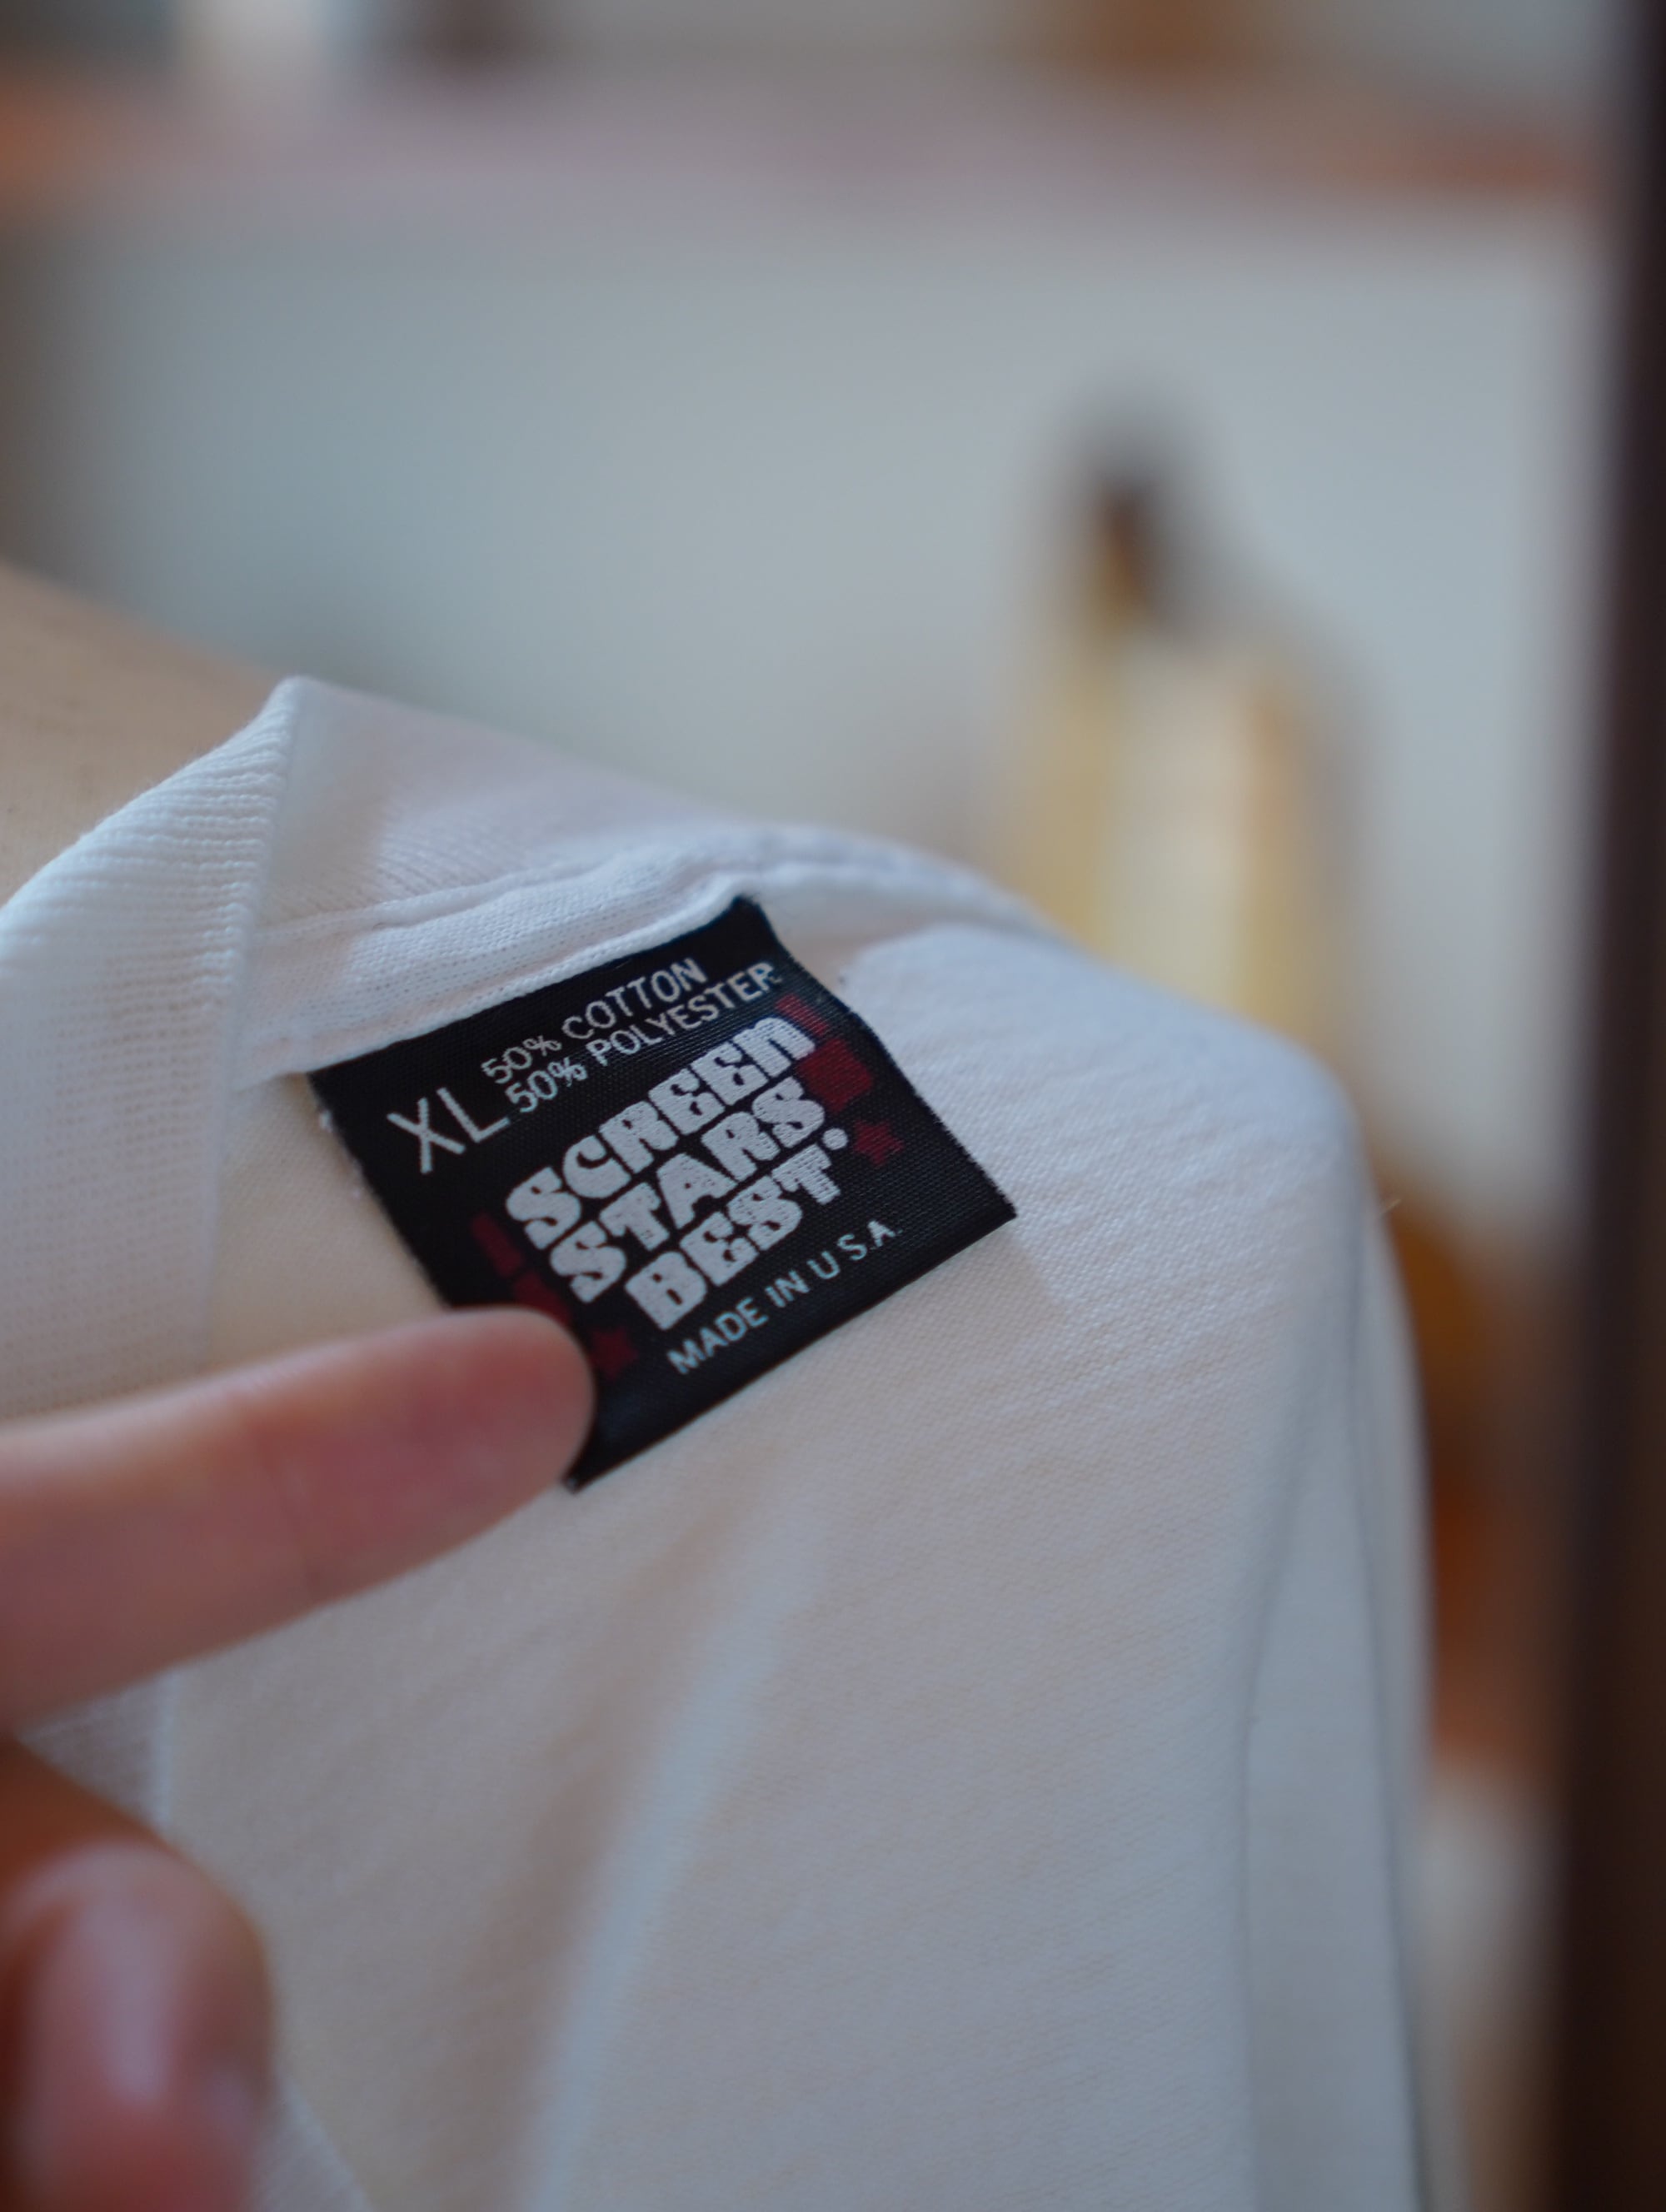 50% COTTON
XL 50% POLYESTER
SCREEN
STARS
BEST.
MADE IN U.S.A.